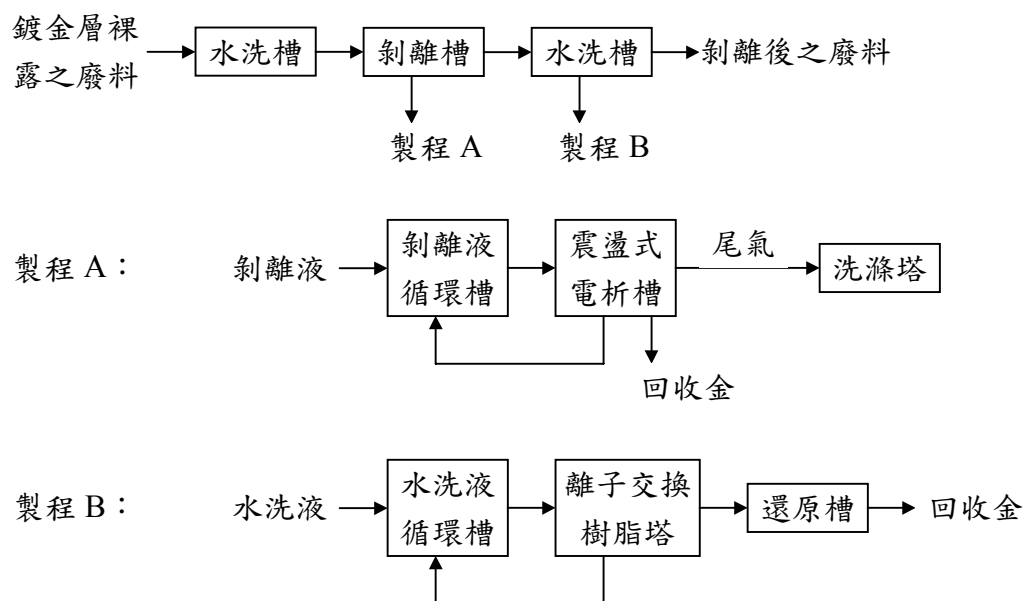 鍍金層裸
露之廢料
水洗槽
剝離槽
水洗槽
剝離後之廢料
製程 A
製程 B
製程 A：
剝離液
剝離液
循環槽
震盪式
電析槽
尾氣
洗滌塔
回收金
製程 B：
水洗液
水洗液
循環槽
離子交換
樹脂塔
還原槽
回收金